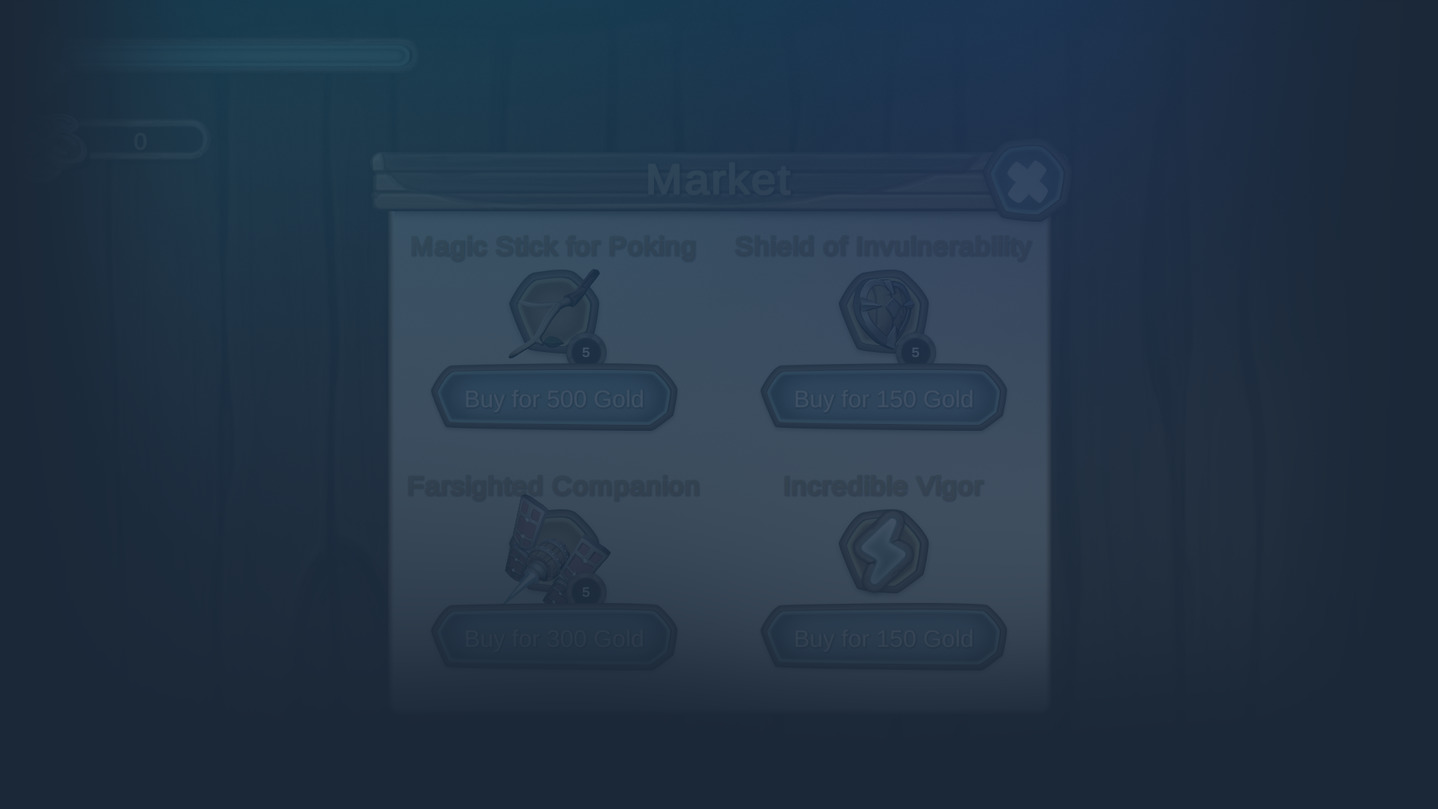 0
Market
Magic Stick for Poking
Shield of Invulnerability
5
5
Buy for 500 Gold
Buy for 150 Gold
Farsighted Companion
Incredible Vigor
5
Buy for 300 Gold
Buy for 150 Gold